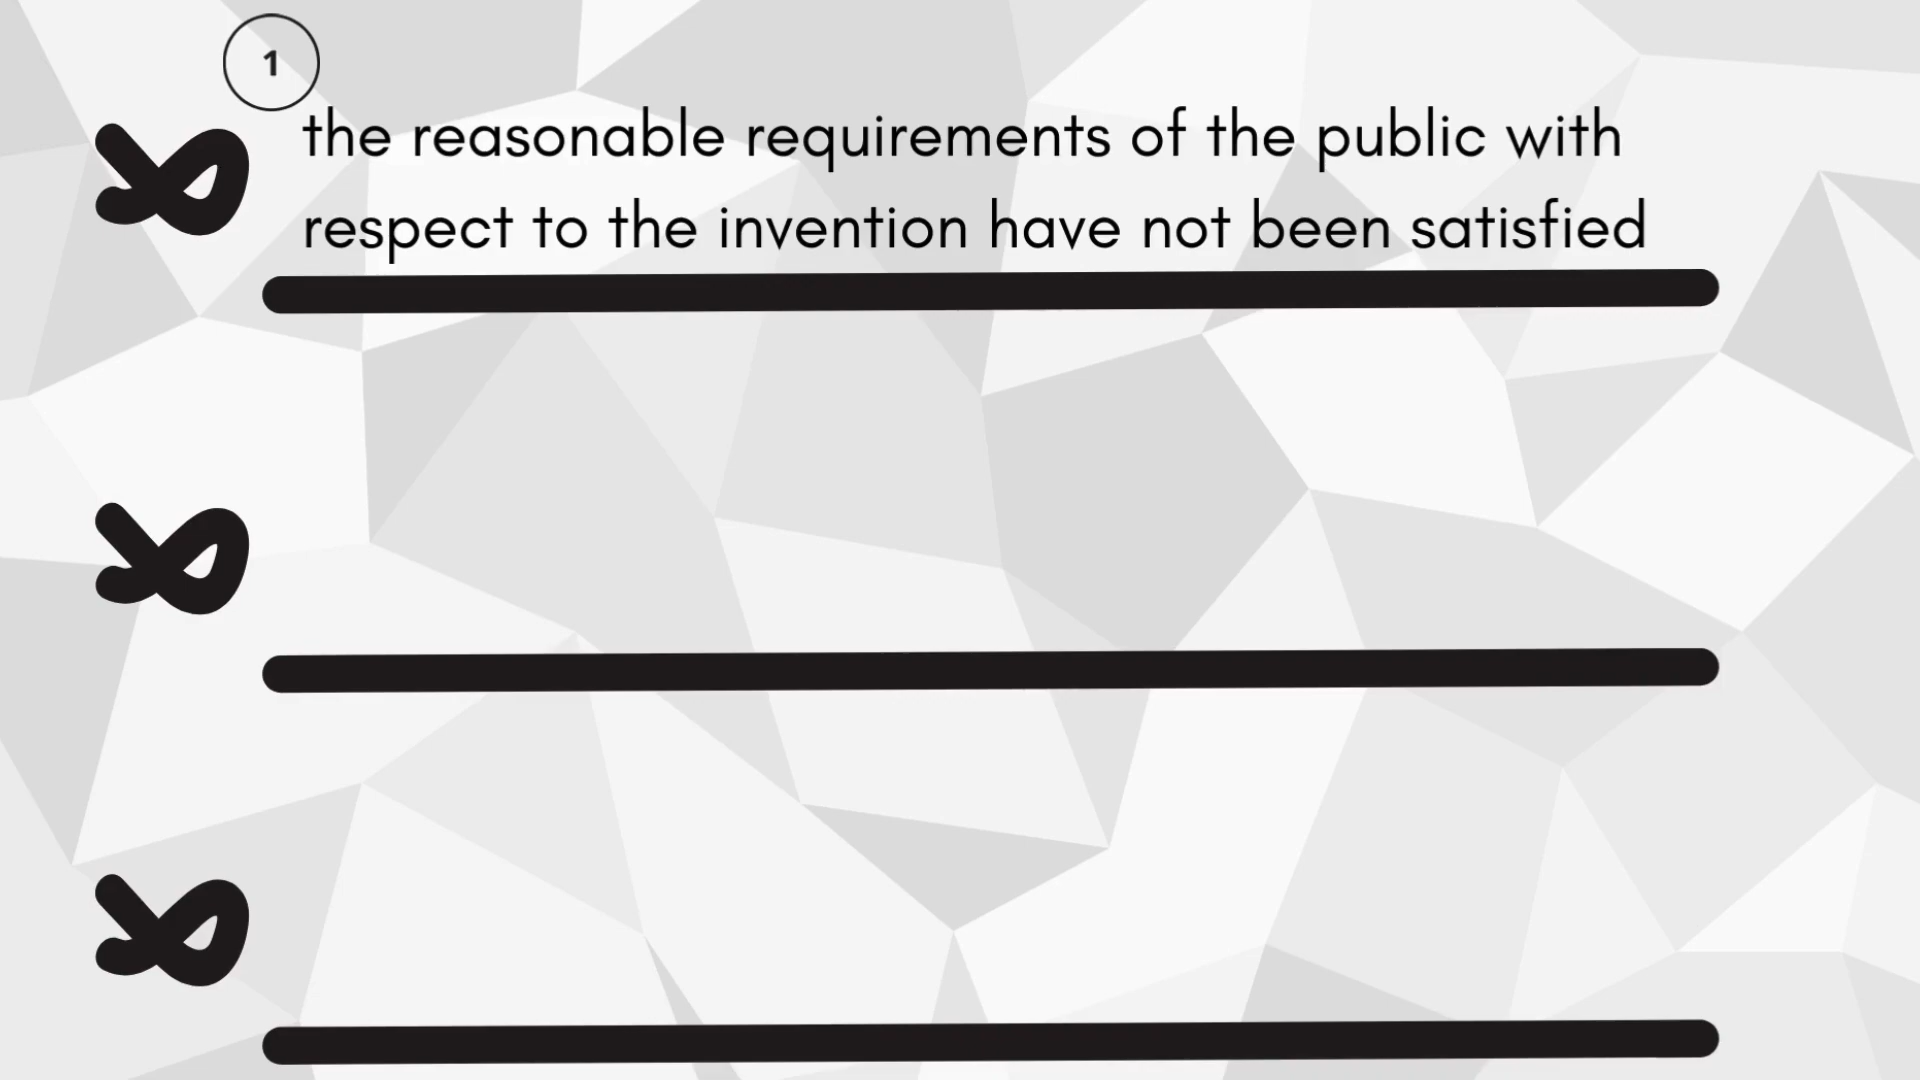 1
the reasonable requirements of the public with
respect to the invention have not been satisfied